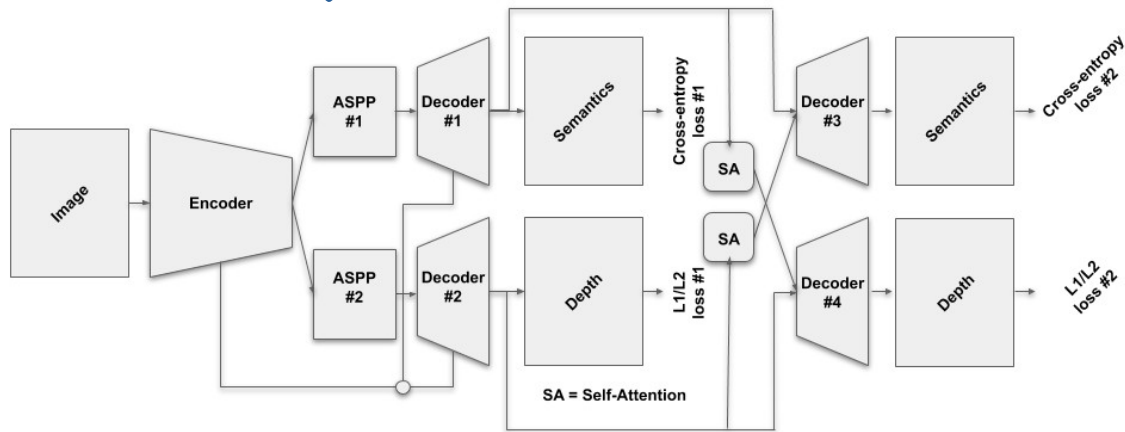 Image
Encoder
ASPP
#1
ASPP
#2
Decoder
#1
Decoder
#2
Semantics
Depth
Cross-entropy
loss #1
L1/L2
loss #1
SA
SA
SA = Self-Attention
Decoder
#3
Decoder
#4
Semantics
Depth
Cross-entropy
loss #2
L1/L2
loss #2